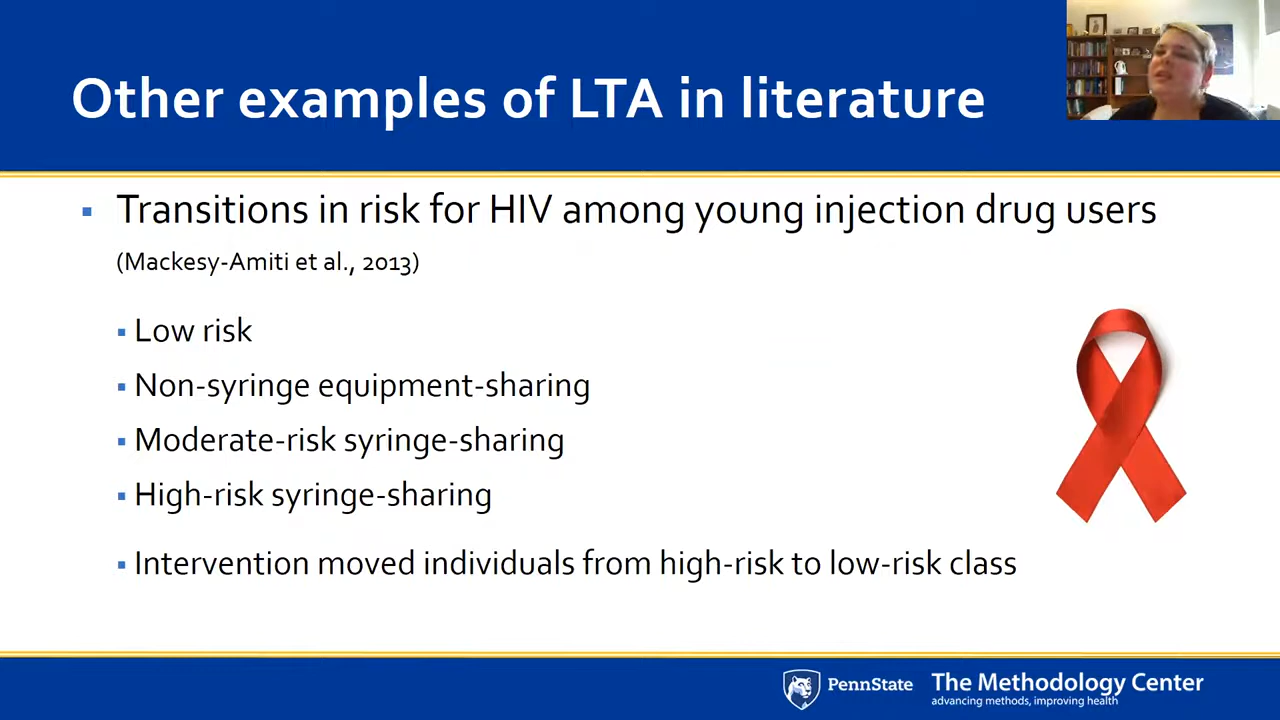 Other examples of LTA in literature
▪ Transitions in risk for HIV among young injection drug users
(Mackesy-Amiti et al., 2013)
▪ Low risk
▪ Non-syringe equipment-sharing
▪ Moderate-risk syringe-sharing
▪ High-risk syringe-sharing
▪ Intervention moved individuals from high-risk to low-risk class
PennState
The Methodology Center
advancing methods, improving health